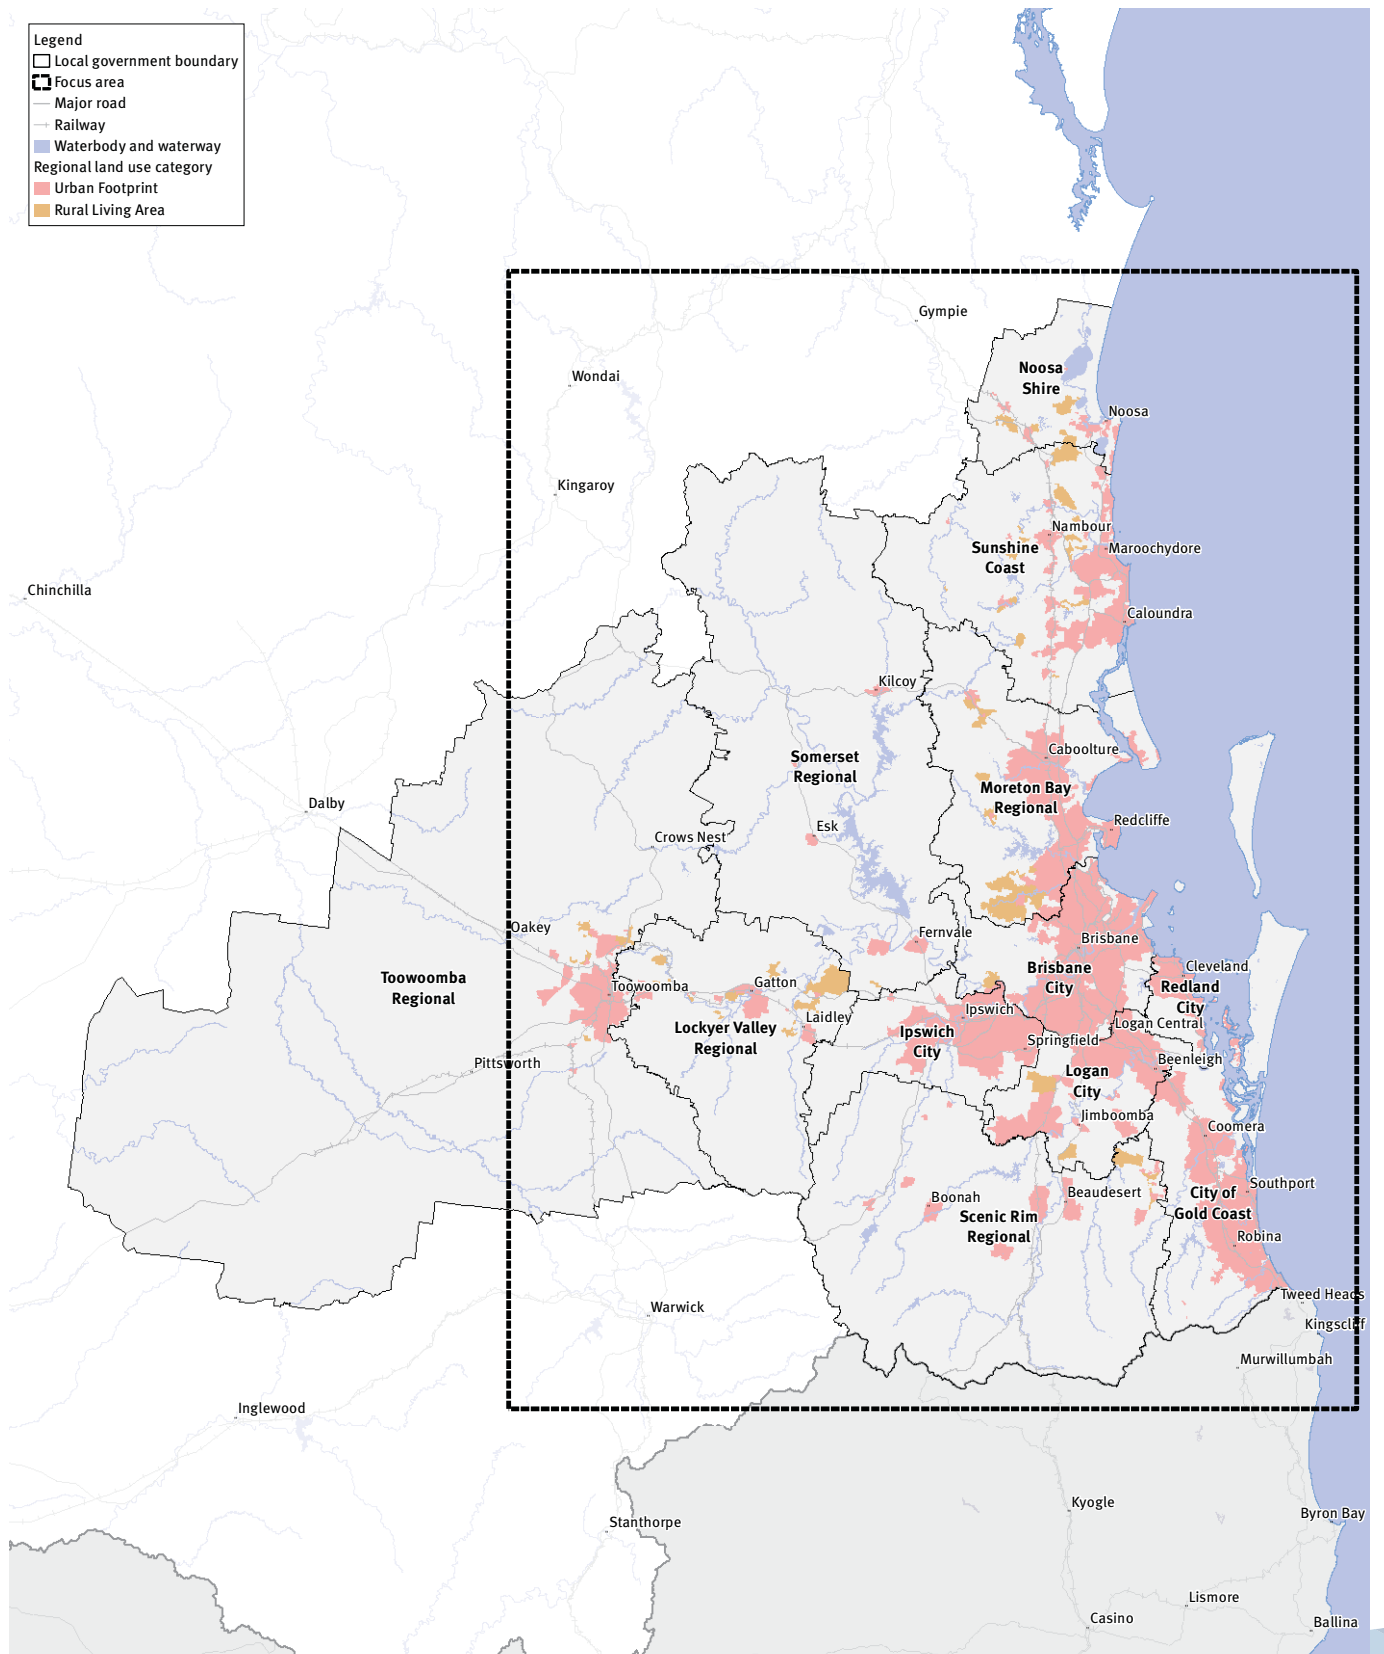 Legend
Local government boundary
Focus area
Major road
Railway
Waterbody and waterway
Regional land use category
Urban Footprint
Rural Living Area
Gympie
Noosa
Shire
Wondai
Noosa
Kingaroy
Nambour
Sunshine
Coast
Maroochydore
Chinchilla
Caloundra
Kilcoy
Somerset
Regional
Caboolture
Moreton Bay
Regional
Dalby
Redcliffe
Esk
Crows Nest
Oakey
Fernvale
Brisbane
Toowoomba
Regional
Toowoomba
Gatton
Brisbane
City
Cleveland
Redland
City
Lockyer Valley
Regional
Laidley
Ipswich
Ipswich
City
Logan Central
Springfield
Pittsworth
Beenleigh
Logan
City
Jimboomba
Coomera
Boonah
Beaudesert
Southport
City of
Gold Coast
Scenic Rim
Regional
Robina
Tweed Heads
Warwick
Kingscliff
Murwillumbah
Inglewood
Kyogle
Byron Bay
Stanthorpe
Lismore
Casino
Ballina